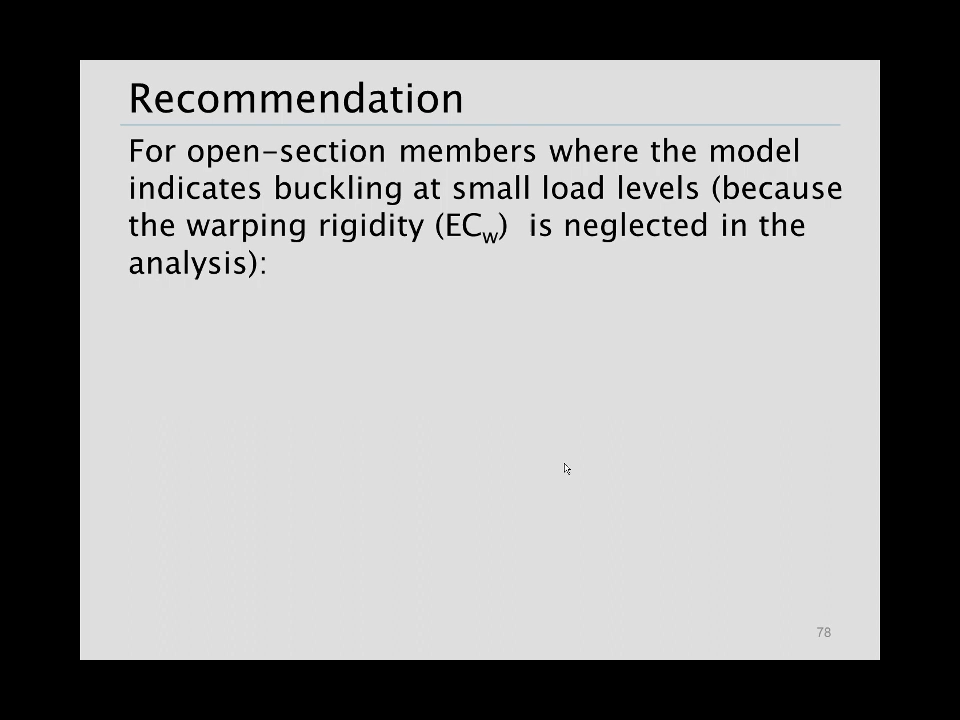 Recommendation
For open-section members where the model
indicates buckling at small load levels (because
the warping rigidity (ECw) is neglected in the
analysis):
78